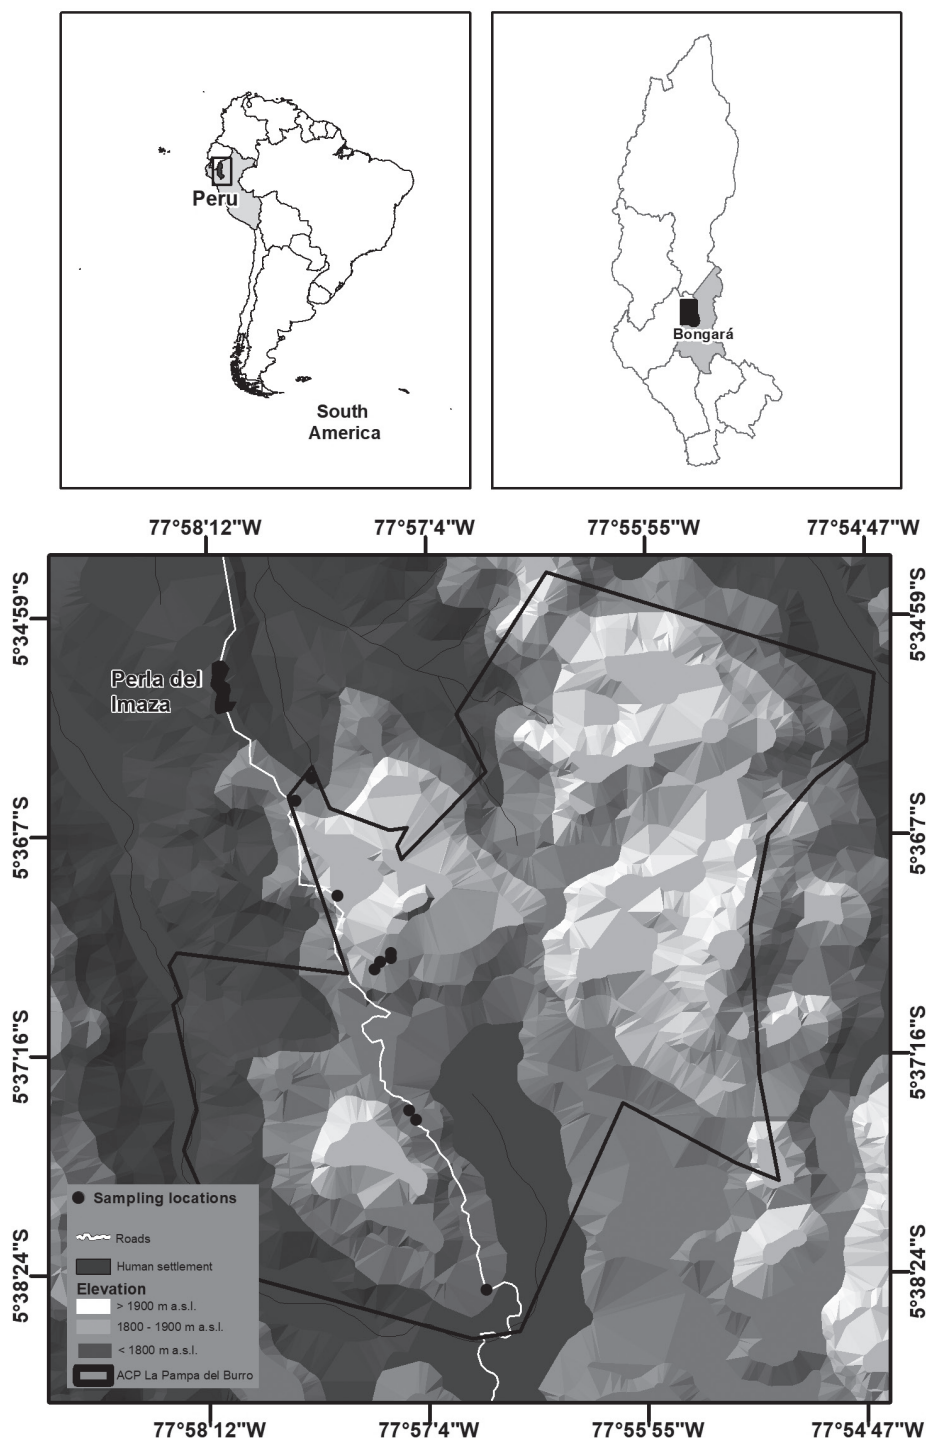 Peru
South
America
Bongará
77°58'12"W 77°57'4"W 77°55'55"W 77°54'47"W
5°34'59"S 5°34'59"S
Perla del
Imaza
5°36'7"S 5°36'7"S
5°37'16"S 5°37'16"S
5°38'24"S 5°38'24"S
Sampling locations
Roads
Human settlement
Elevation
> 1900 m a.s.l.
1800 - 1900 m a.s.l.
< 1800 m a.s.l.
ACP La Pampa del Burro
77°58'12"W 77°57'4"W 77°55'55"W 77°54'47"W